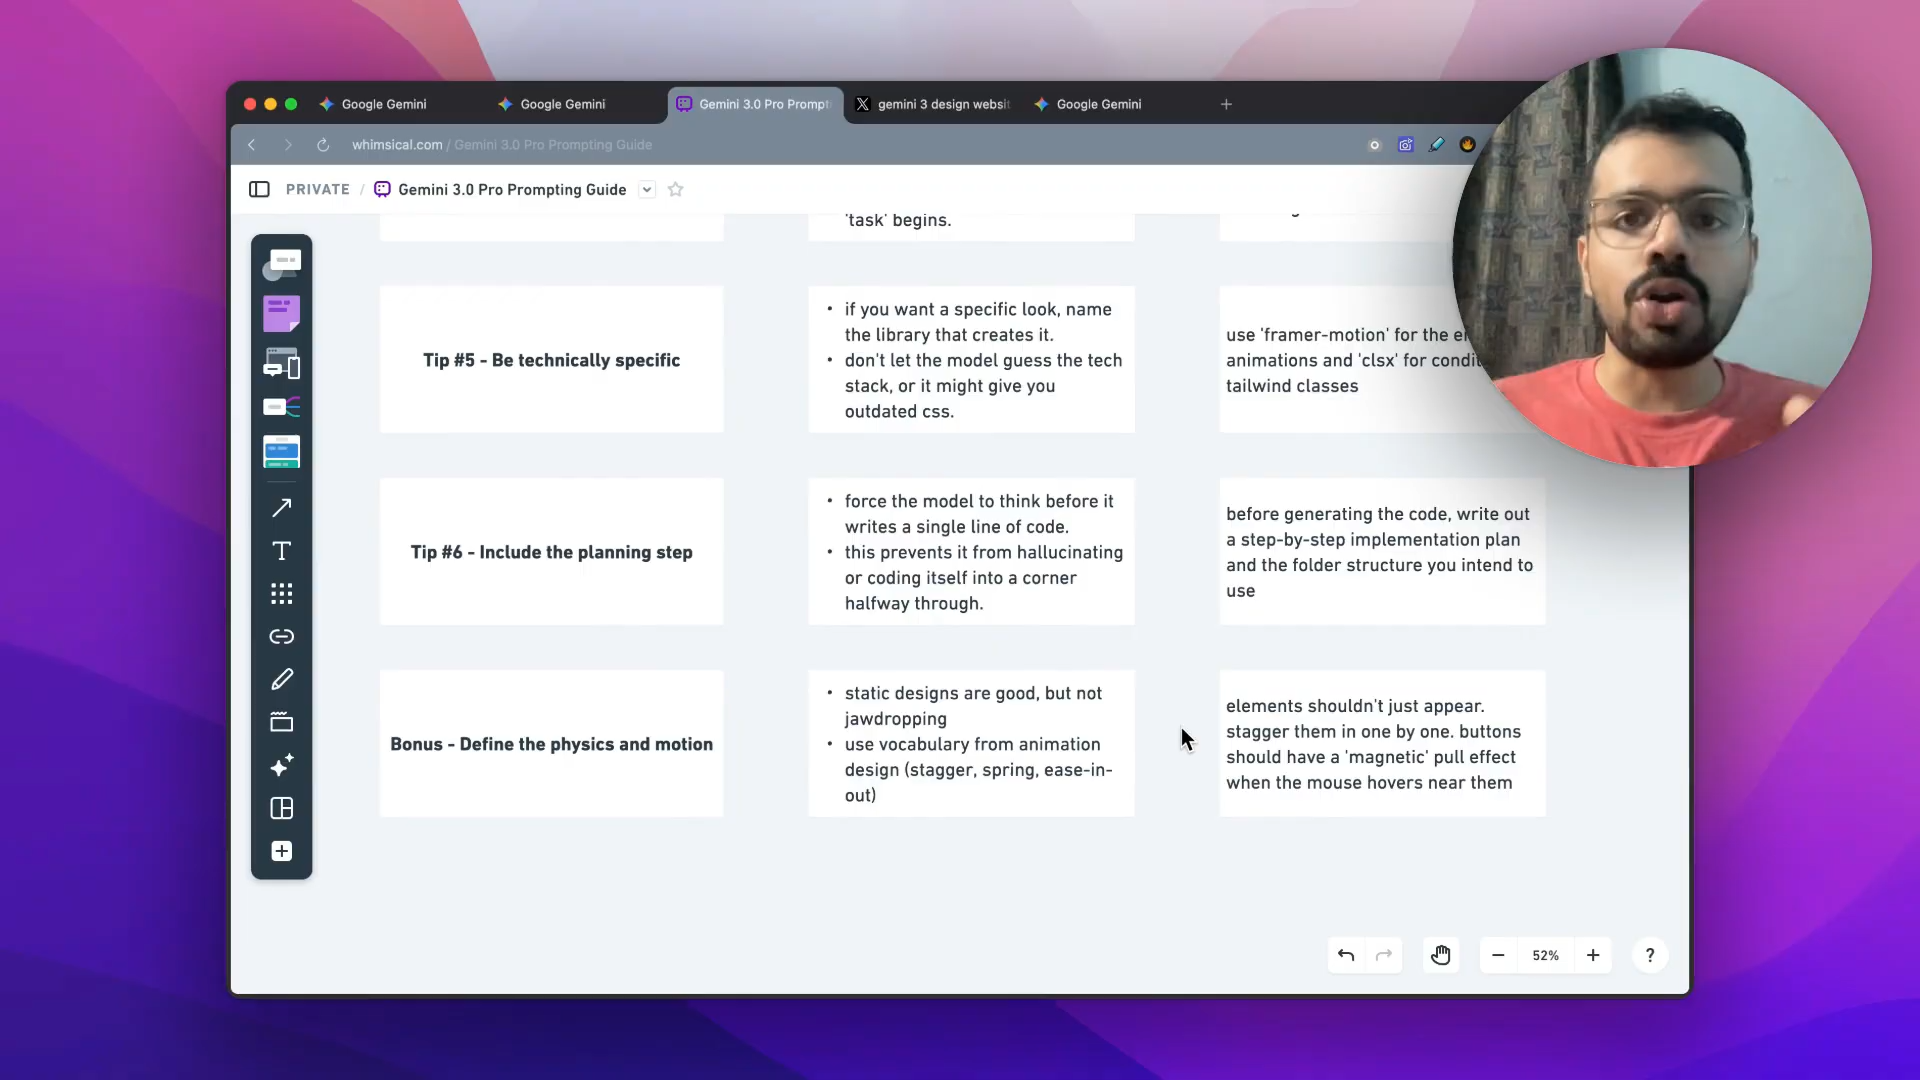 Google Gemini
Google Gemini
Gemini 3.0 Pro Prompt
gemini 3 design websit
Google Gemini
whimsical.com / Gemini 3.0 Pro Prompting Guide
PRIVATE / Gemini 3.0 Pro Prompting Guide
'task' begins.
Tip #5 - Be technically specific
• if you want a specific look, name
the library that creates it.
• don't let the model guess the tech
stack, or it might give you
outdated css.
use 'framer-motion' for the
animations and 'clsx' for
tailwind classes
Tip #6 - Include the planning step
• force the model to think before it
writes a single line of code.
• this prevents it from hallucinating
or coding itself into a corner
halfway through.
before generating the code, write out
a step-by-step implementation plan
and the folder structure you intend to
use
Bonus - Define the physics and motion
• static designs are good, but not
jawdropping
• use vocabulary from animation
design (stagger, spring, ease-in-
out)
elements shouldn't just appear.
stagger them in one by one. buttons
should have a 'magnetic' pull effect
when the mouse hovers near them
52%
?